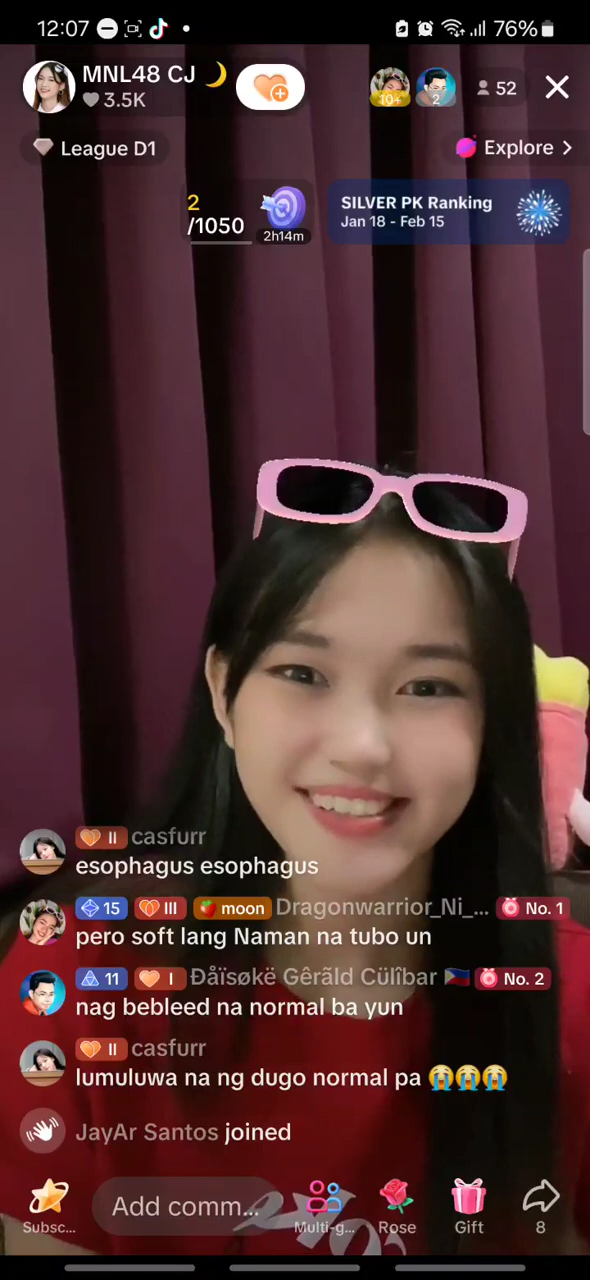 12:07
76%
MNL48 CJ 🌙
3.5K
10+
2
52
League D1
Explore
2
/1050
2h14m
SILVER PK Ranking
Jan 18 - Feb 15
II casfurr
esophagus esophagus
15 III moon Dragonwarrior_Ni_... No. 1
pero soft lang Naman na tubo un
11 I Ðåïsøkë Gêrãld Cülîbar 🇵🇭 No. 2
nag bebleed na normal ba yun
II casfurr
lumuluwa na ng dugo normal pa 😭😭😭
JayAr Santos joined
Add comm...
Subsc...
Multi-g...
Rose
Gift
8